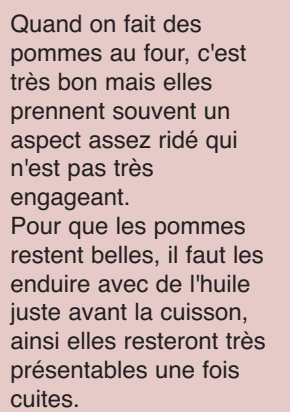 Quand on fait des
pommes au four, c'est
très bon mais elles
prennent souvent un
aspect assez ridé qui
n'est pas très
engageant.
Pour que les pommes
restent belles, il faut les
enduire avec de l'huile
juste avant la cuisson,
ainsi elles resteront très
présentables une fois
cuites.